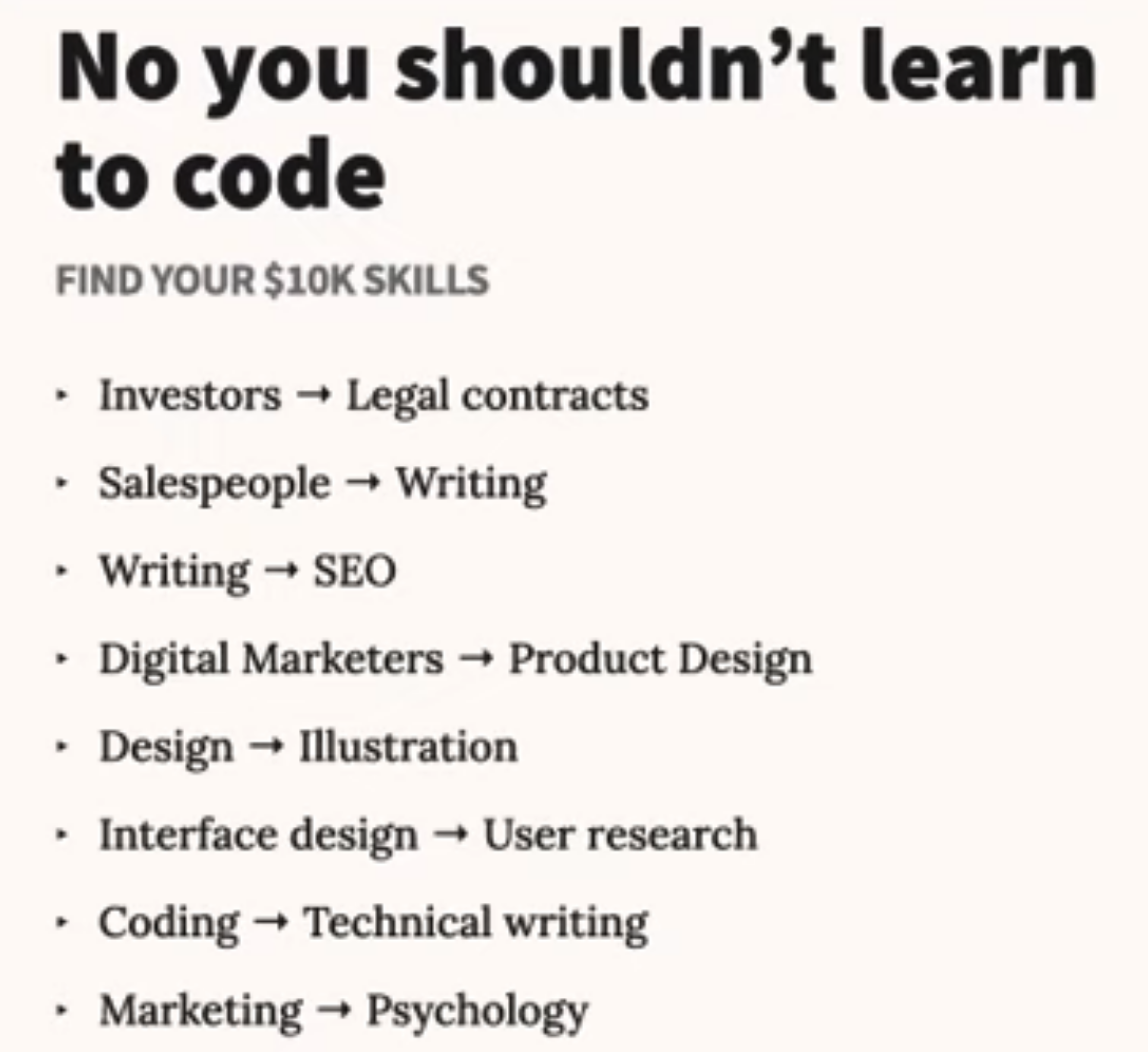 No you shouldn’t learn
to code
FIND YOUR $10K SKILLS
‣ Investors → Legal contracts
‣ Salespeople → Writing
‣ Writing → SEO
‣ Digital Marketers → Product Design
‣ Design → Illustration
‣ Interface design → User research
‣ Coding → Technical writing
‣ Marketing → Psychology